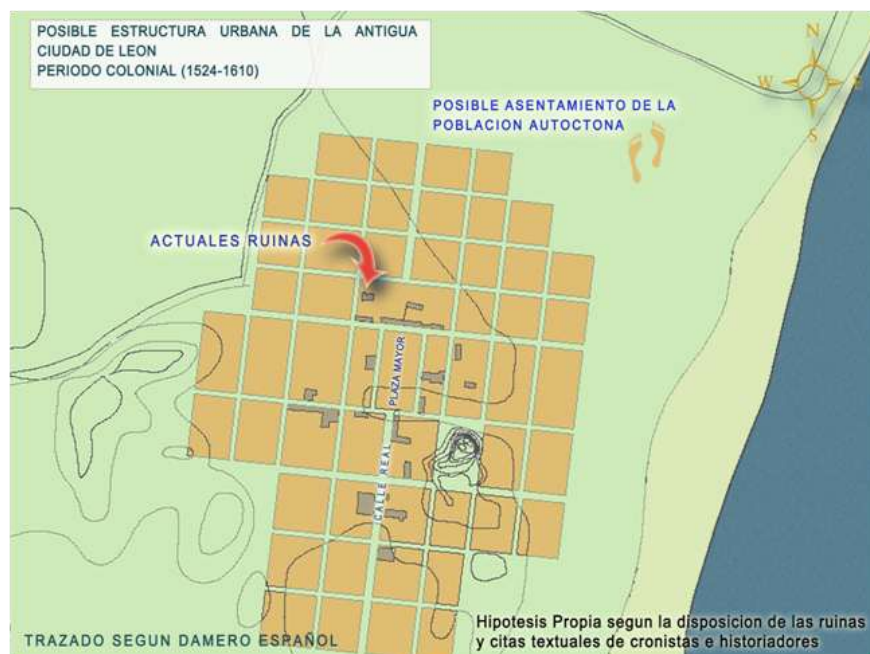 POSIBLE ESTRUCTURA URBANA DE LA ANTIGUA
CIUDAD DE LEON
PERIODO COLONIAL (1524-1610)
N
W
E
S
POSIBLE ASENTAMIENTO DE LA
POBLACION AUTOCTONA
ACTUALES RUINAS
PLAZA MAYOR
CALLE REAL
TRAZADO SEGUN DAMERO ESPAÑOL
Hipotesis Propia segun la disposicion de las ruinas
y citas textuales de cronistas e historiadores